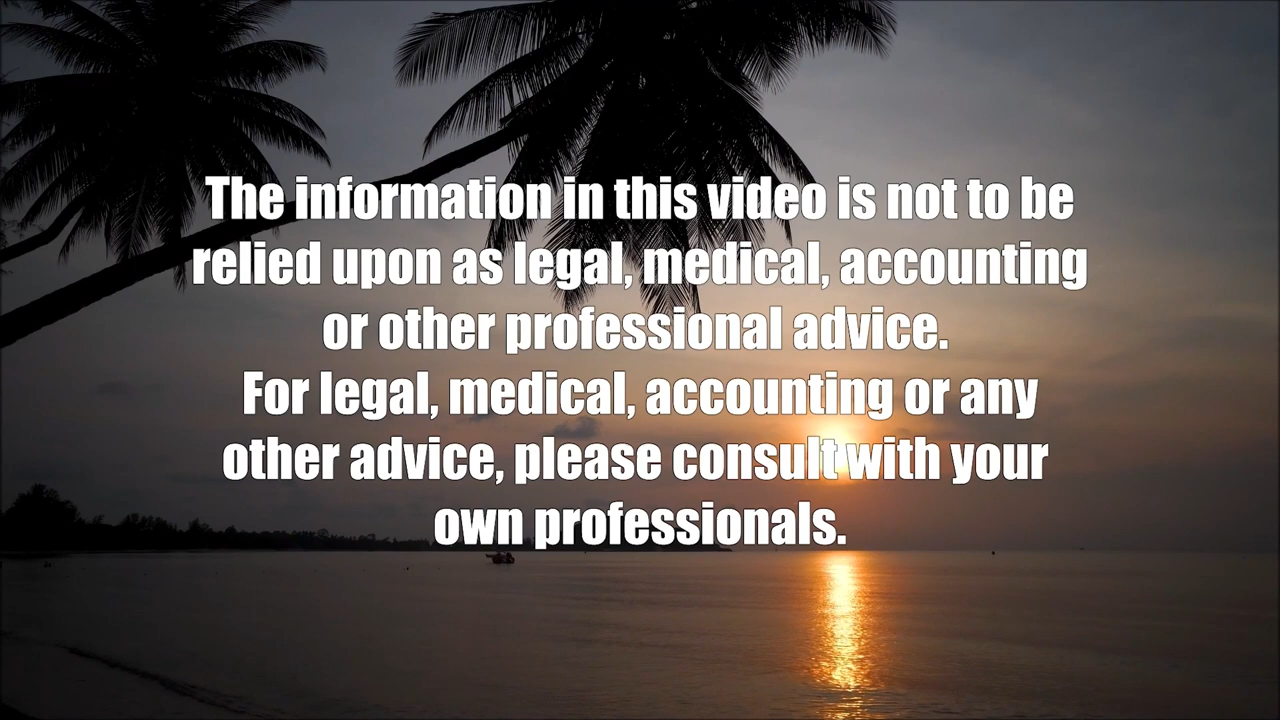 The information in this video is not to be
relied upon as legal, medical, accounting
or other professional advice.
For legal, medical, accounting or any
other advice, please consult with your
own professionals.